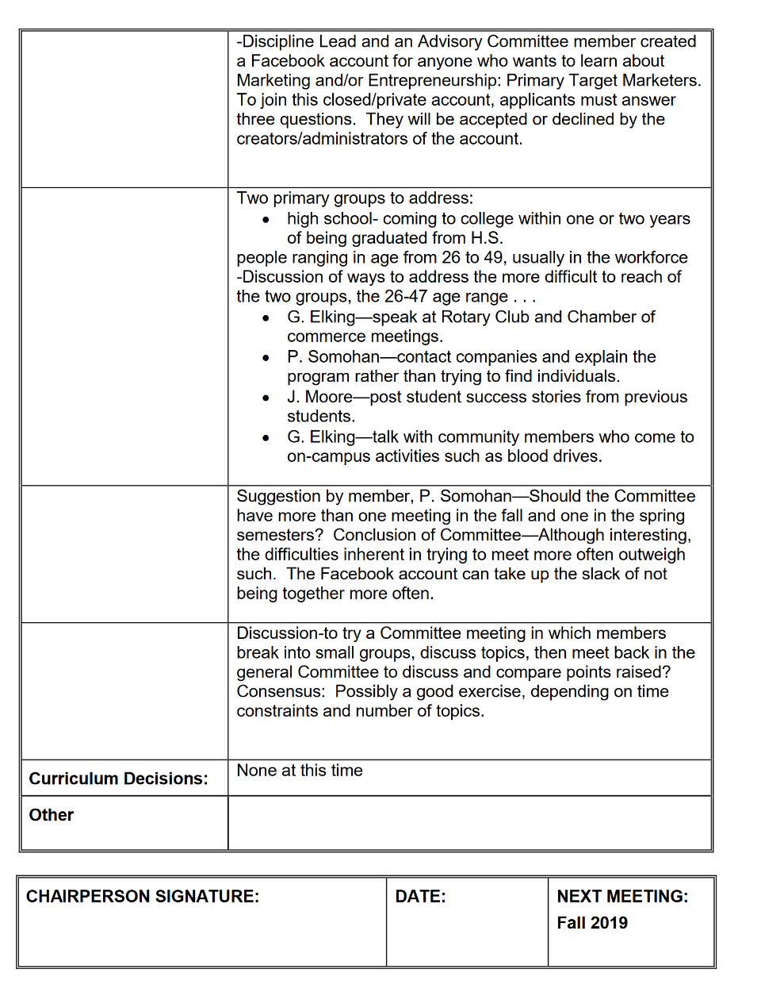 -Discipline Lead and an Advisory Committee member created
a Facebook account for anyone who wants to learn about
Marketing and/or Entrepreneurship: Primary Target Marketers.
To join this closed/private account, applicants must answer
three questions.  They will be accepted or declined by the
creators/administrators of the account.
Two primary groups to address:
• high school- coming to college within one or two years
of being graduated from H.S.
people ranging in age from 26 to 49, usually in the workforce
-Discussion of ways to address the more difficult to reach of
the two groups, the 26-47 age range . . .
• G. Elking—speak at Rotary Club and Chamber of
commerce meetings.
• P. Somohan—contact companies and explain the
program rather than trying to find individuals.
• J. Moore—post student success stories from previous
students.
• G. Elking—talk with community members who come to
on-campus activities such as blood drives.
Suggestion by member, P. Somohan—Should the Committee
have more than one meeting in the fall and one in the spring
semesters?  Conclusion of Committee—Although interesting,
the difficulties inherent in trying to meet more often outweigh
such.  The Facebook account can take up the slack of not
being together more often.
Discussion-to try a Committee meeting in which members
break into small groups, discuss topics, then meet back in the
general Committee to discuss and compare points raised?
Consensus:  Possibly a good exercise, depending on time
constraints and number of topics.
Curriculum Decisions: None at this time
Other
CHAIRPERSON SIGNATURE: DATE: NEXT MEETING:
Fall 2019